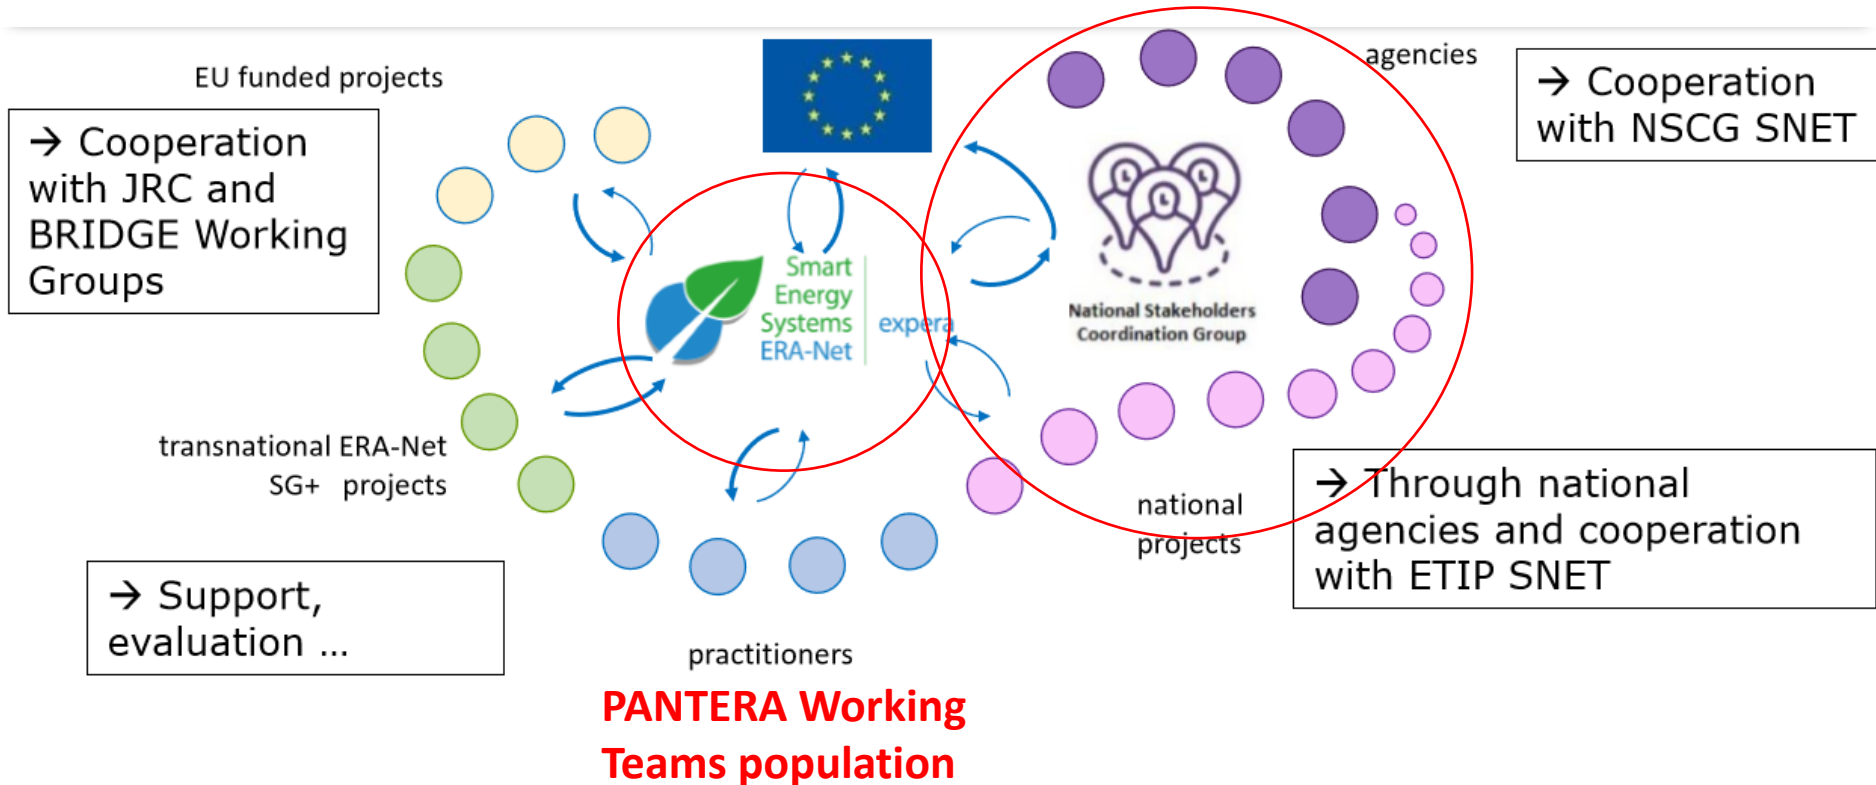 EU funded projects
→ Cooperation
with JRC and
BRIDGE Working
Groups
agencies
→ Cooperation
with NSCG SNET
Smart
Energy
Systems
ERA-Net
expera
National Stakeholders
Coordination Group
transnational ERA-Net
SG+ projects
national
projects
→ Through national
agencies and cooperation
with ETIP SNET
→ Support,
evaluation ...
practitioners
PANTERA Working
Teams population